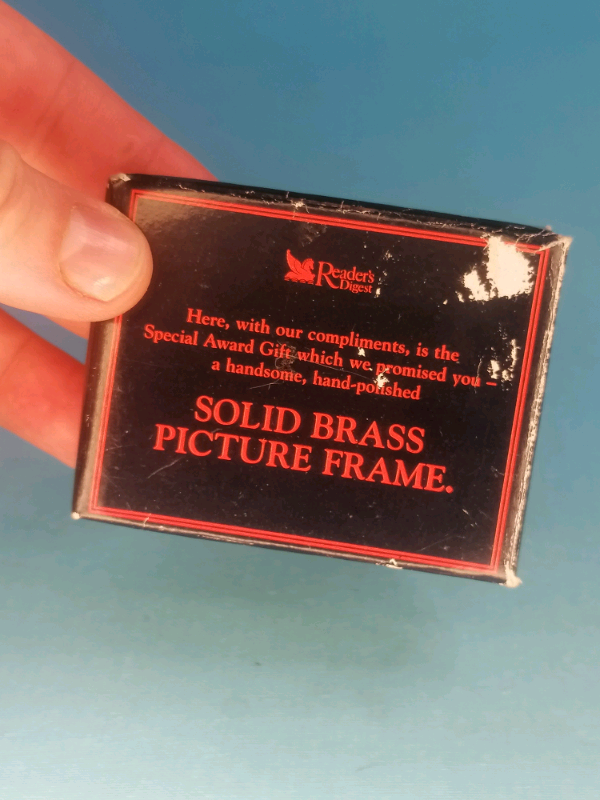 Reader's
Digest
Here, with our compliments, is the
Special Award Gift which we promised you –
a handsome, hand-polished
SOLID BRASS
PICTURE FRAME.